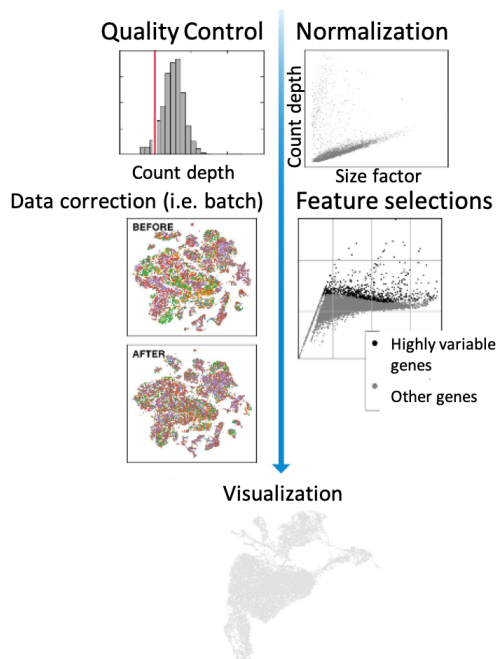 Quality Control
Normalization
Count depth
Count depth
Size factor
Data correction (i.e. batch)
Feature selections
BEFORE
Highly variable
genes
Other genes
AFTER
Visualization